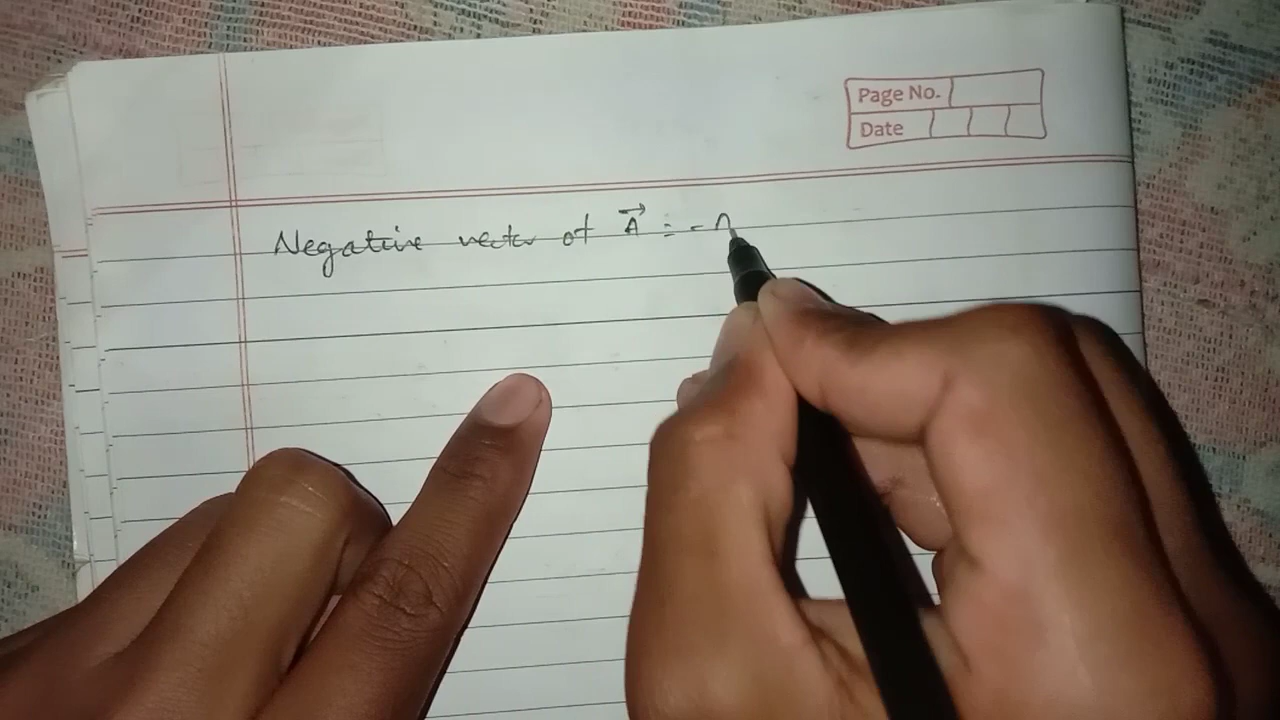 Page No.
Date
Negative vector of A⃗ = -A